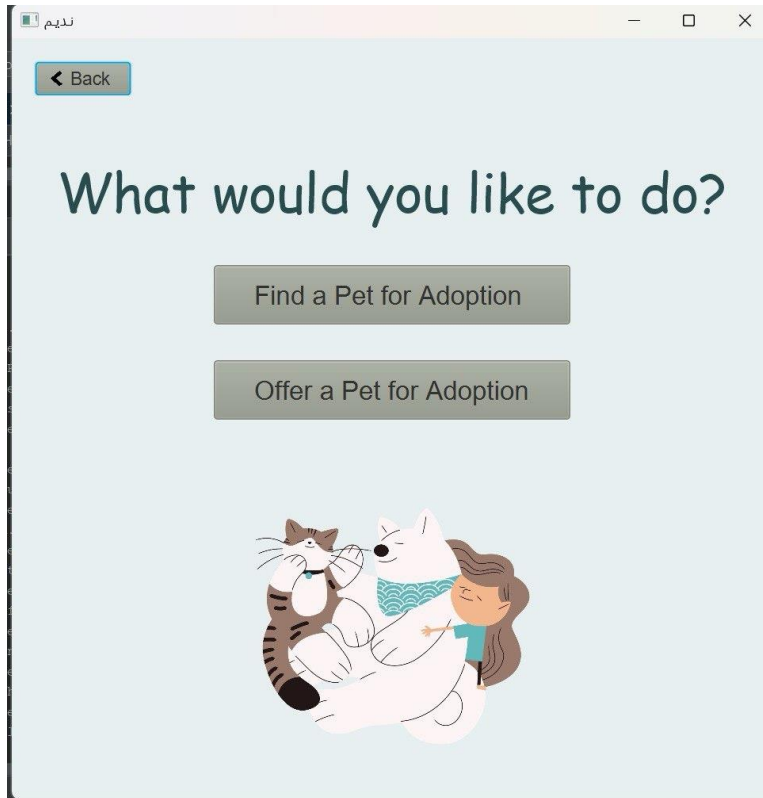 نديم
Back
What would you like to do?
Find a Pet for Adoption
Offer a Pet for Adoption